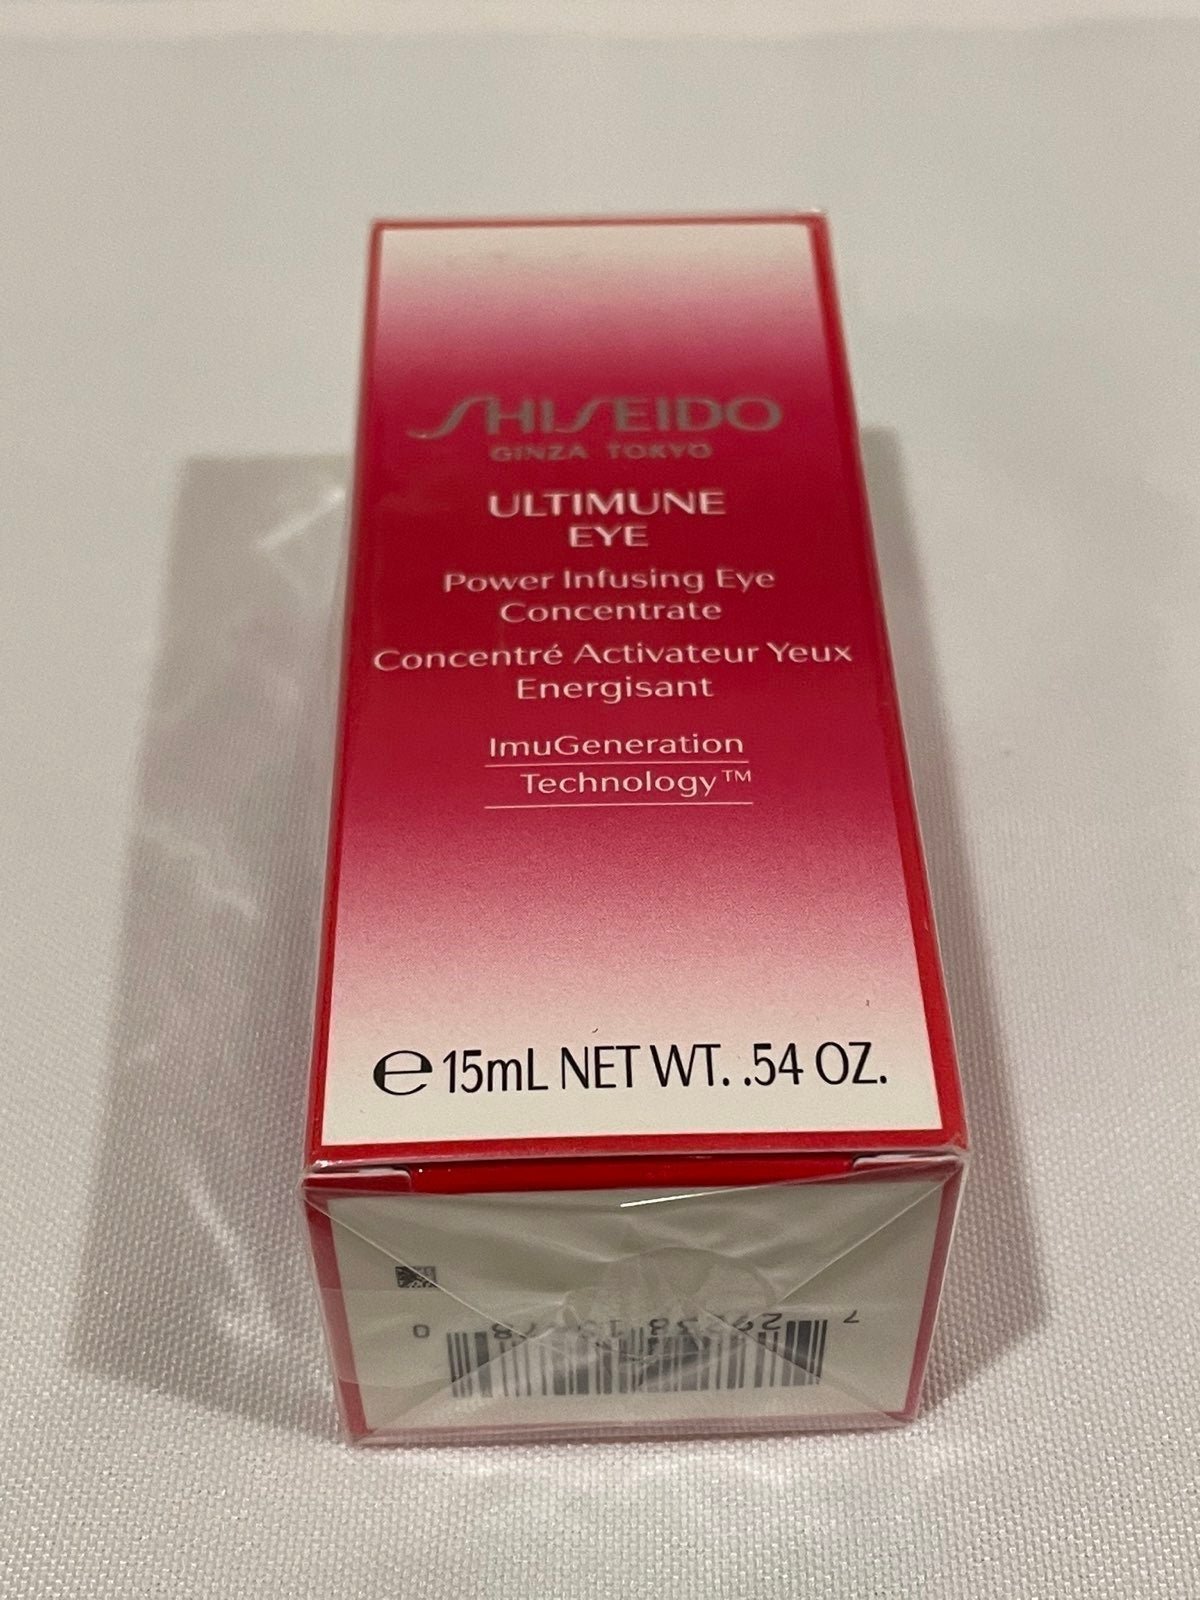 SHISEIDO
GINZA TOKYO
ULTIMUNE
EYE
Power Infusing Eye
Concentrate
Concentré Activateur Yeux
Energisant
ImuGeneration
Technology™
℮ 15mL NET WT. .54 OZ.